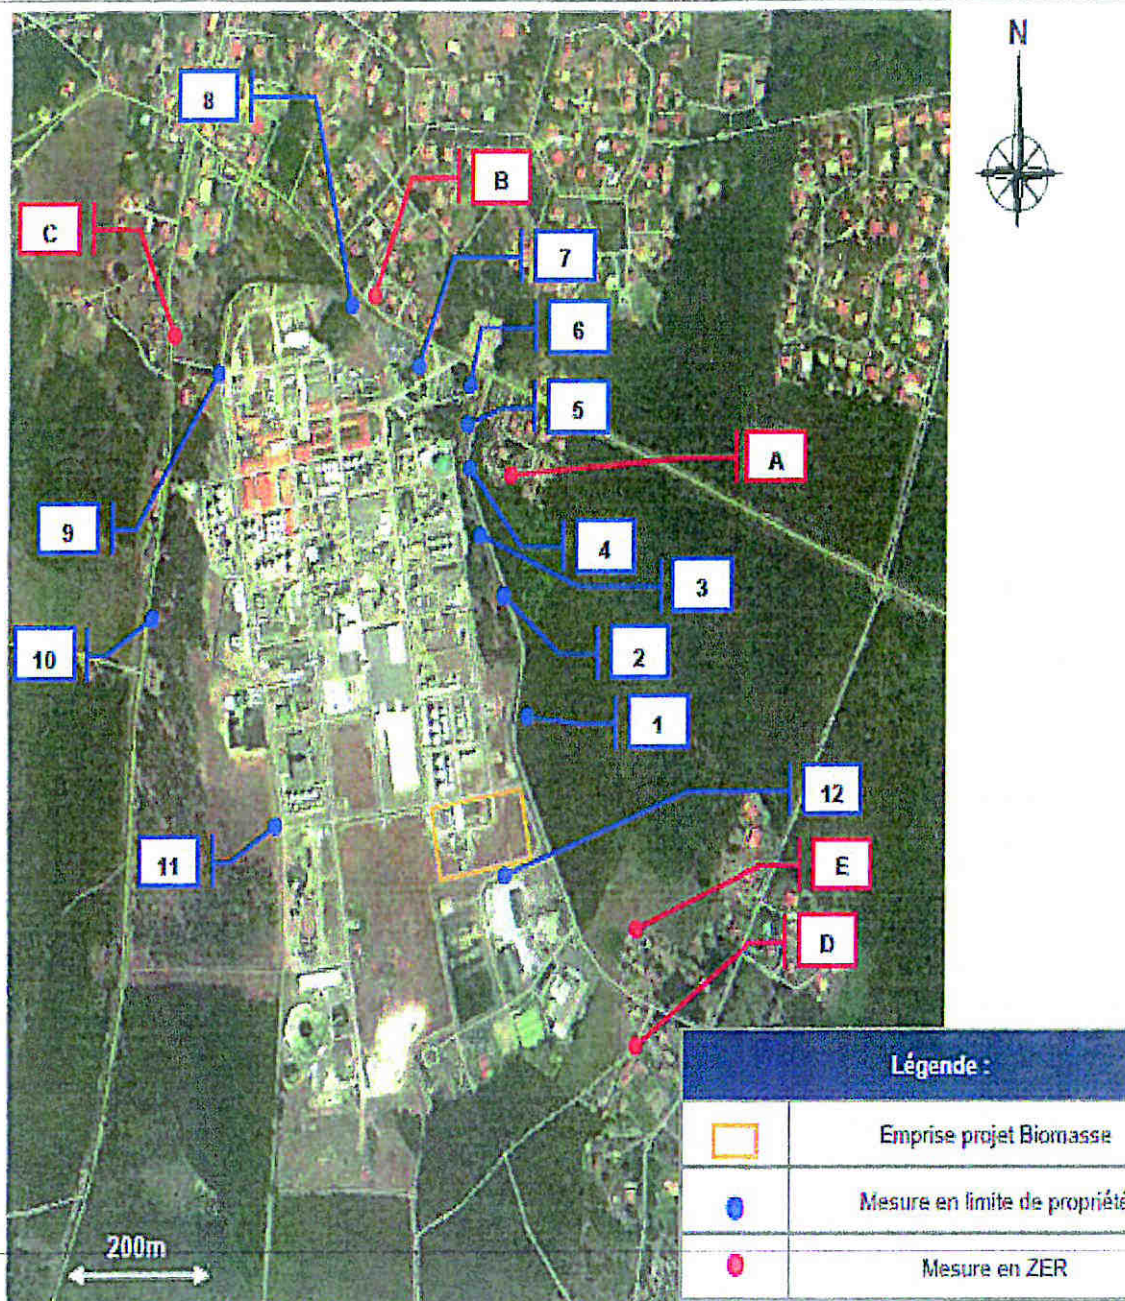 N
8
B
C
7
6
5
A
9
4
3
10
2
1
12
11
E
D
Légende :
Emprise projet Biomasse
Mesure en limite de propriété
200m
Mesure en ZER